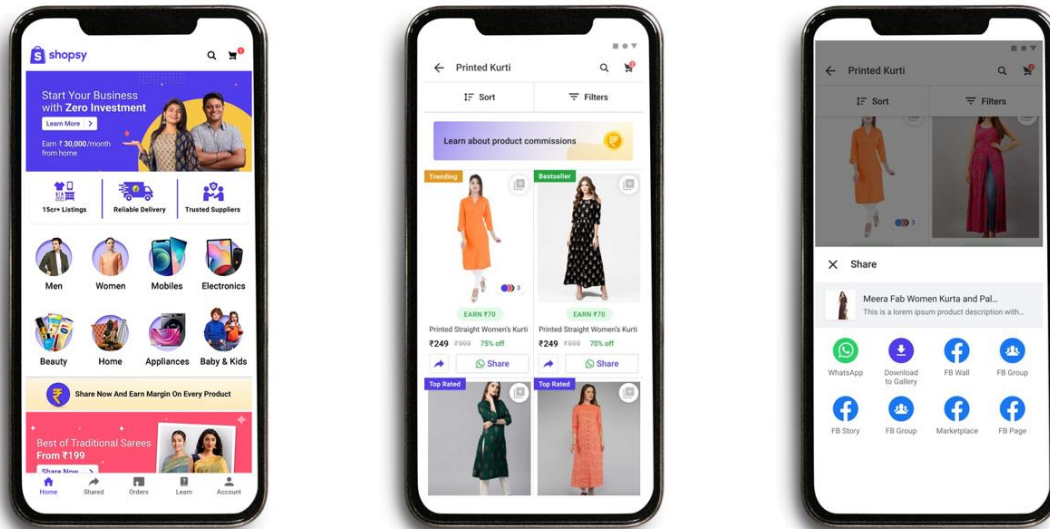 shopsy
Start Your Business
with Zero Investment
Learn More >
Earn ₹ 30,000/month
from home
15cr+ Listings
Reliable Delivery
Trusted Suppliers
Men
Women
Mobiles
Electronics
Beauty
Home
Appliances
Baby & Kids
Share Now And Earn Margin On Every Product
Best of Traditional Sarees
From ₹199
Share Now >
Home
Shared
Orders
Learn
Account
Printed Kurti
Sort
Filters
Learn about product commissions
Trending
Bestseller
3
EARN ₹70
EARN ₹70
Printed Straight Women's Kurti
Printed Straight Women's Kurti
₹249 ₹999 75% off
₹249 ₹999 70% off
Share
Share
Top Rated
Top Rated
Printed Kurti
Sort
Filters
3
Share
Meera Fab Women Kurta and Pal...
This is a lorem ipsum product description with...
WhatsApp
Download
to Gallery
FB Wall
FB Group
FB Story
FB Group
Marketplace
FB Page